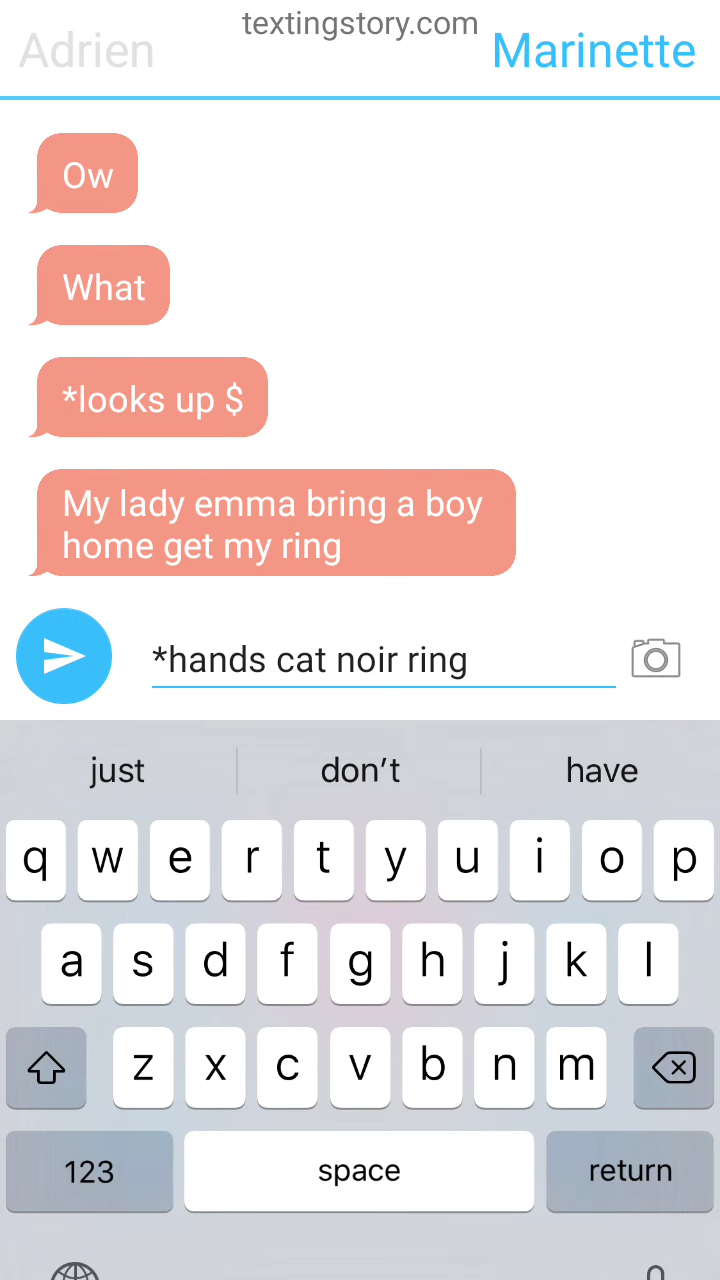 textingstory.com
Adrien
Marinette
Ow
What
*looks up $
My lady emma bring a boy
home get my ring
*hands cat noir ring
just
don't
have
q w e r t y u i o p
a s d f g h j k l
z x c v b n m
123
space
return